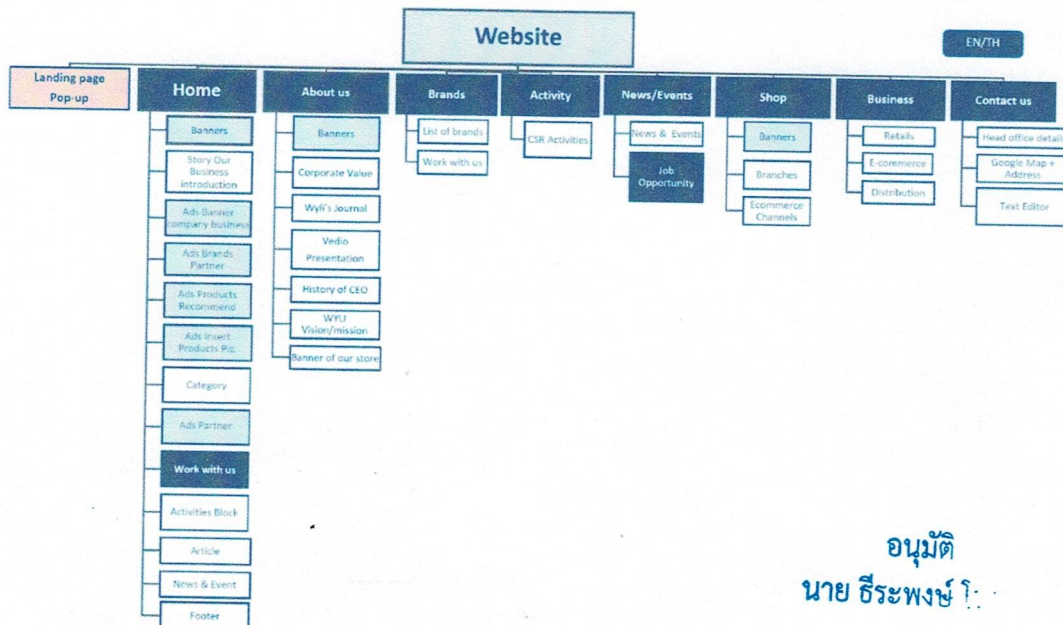 Website
EN/TH
Landing page
Pop-up
Home
About us
Brands
Activity
News/Events
Shop
Business
Contact us
Banners
Story Our
Business
introduction
Ads Banner
company business
Ads Brands
Partner
Ads Products
Recommend
Ads Insert
Products Pic.
Category
Ads Partner
Work with us
Activities Block
Article
News & Event
Footer
Banners
Corporate Value
Wyli's Journal
Vedio
Presentation
History of CEO
WYLI
Vision/mission
Banner of our store
List of brands
Work with us
CSR Activities
News & Events
Job
Opportunity
Banners
Branches
Ecommerce
Channels
Retails
E-commerce
Distribution
Head office details
Google Map +
Address
Text Editor
อนุมัติ
นาย ธีระพงษ์